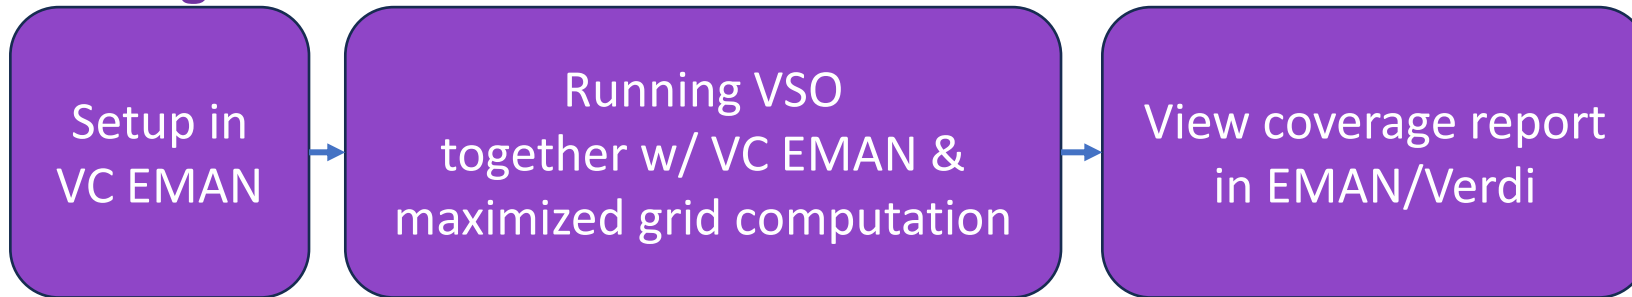 Setup in
VC EMAN
Running VSO
together w/ VC EMAN &
maximized grid computation
View coverage report
in EMAN/Verdi